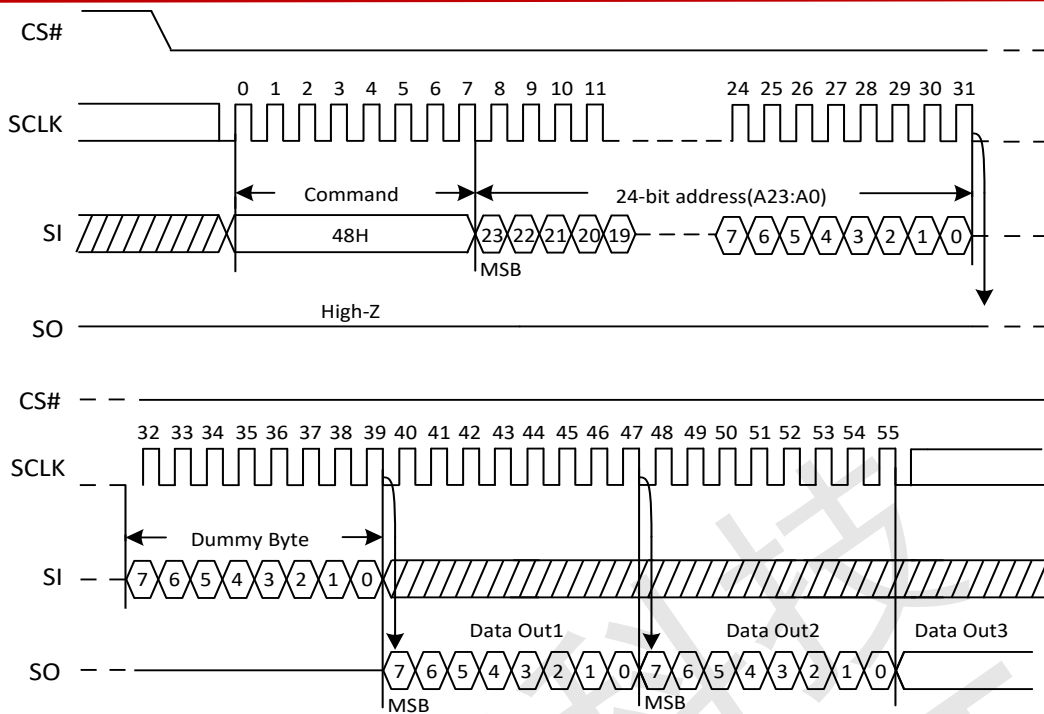 CS#
0 1 2 3 4 5 6 7 8 9 10 11 24 25 26 27 28 29 30 31
SCLK
Command 24-bit address(A23:A0)
SI 48H 23 22 21 20 19 7 6 5 4 3 2 1 0
MSB
High-Z
SO
CS#
32 33 34 35 36 37 38 39 40 41 42 43 44 45 46 47 48 49 50 51 52 53 54 55
SCLK
Dummy Byte
SI 7 6 5 4 3 2 1 0
Data Out1 Data Out2 Data Out3
SO 7 6 5 4 3 2 1 0 7 6 5 4 3 2 1 0
MSB MSB
科技